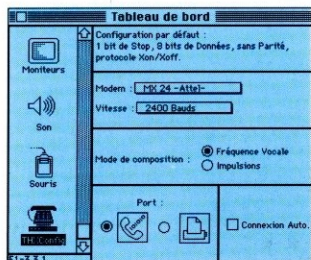 Tableau de bord
Configuration par défaut :
1 bit de Stop, 8 bits de Données, sans Parité,
protocole Xon/Xoff.
Moniteurs
Modem : MX 24 -Attel-
Vitesse : 2400 Bauds
Son
Mode de composition :
Fréquence Vocale
Impulsions
Souris
Port :
Connexion Auto.